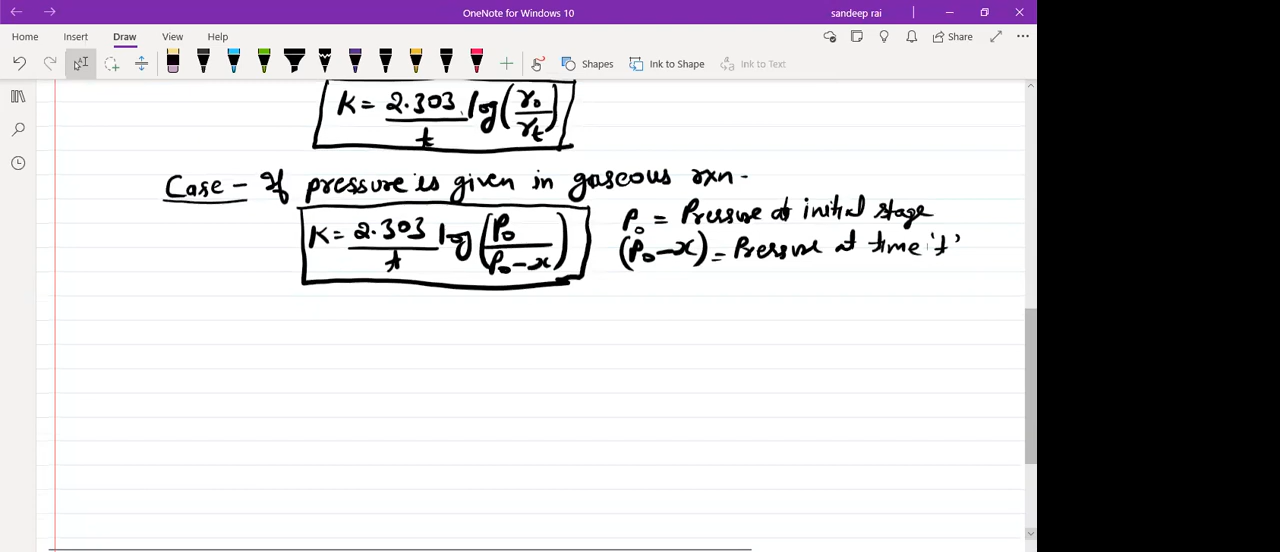 OneNote for Windows 10
sandeep rai
Home Insert Draw View Help
Share
Shapes Ink to Shape Ink to Text
K = 2.303/t log(r₀/rₜ)
Case - If pressure is given in gaseous rxn -
K = 2.303/t log(P₀/P₀-x)
P₀ = Pressure at initial stage
(P₀-x) = Pressure at time 't'